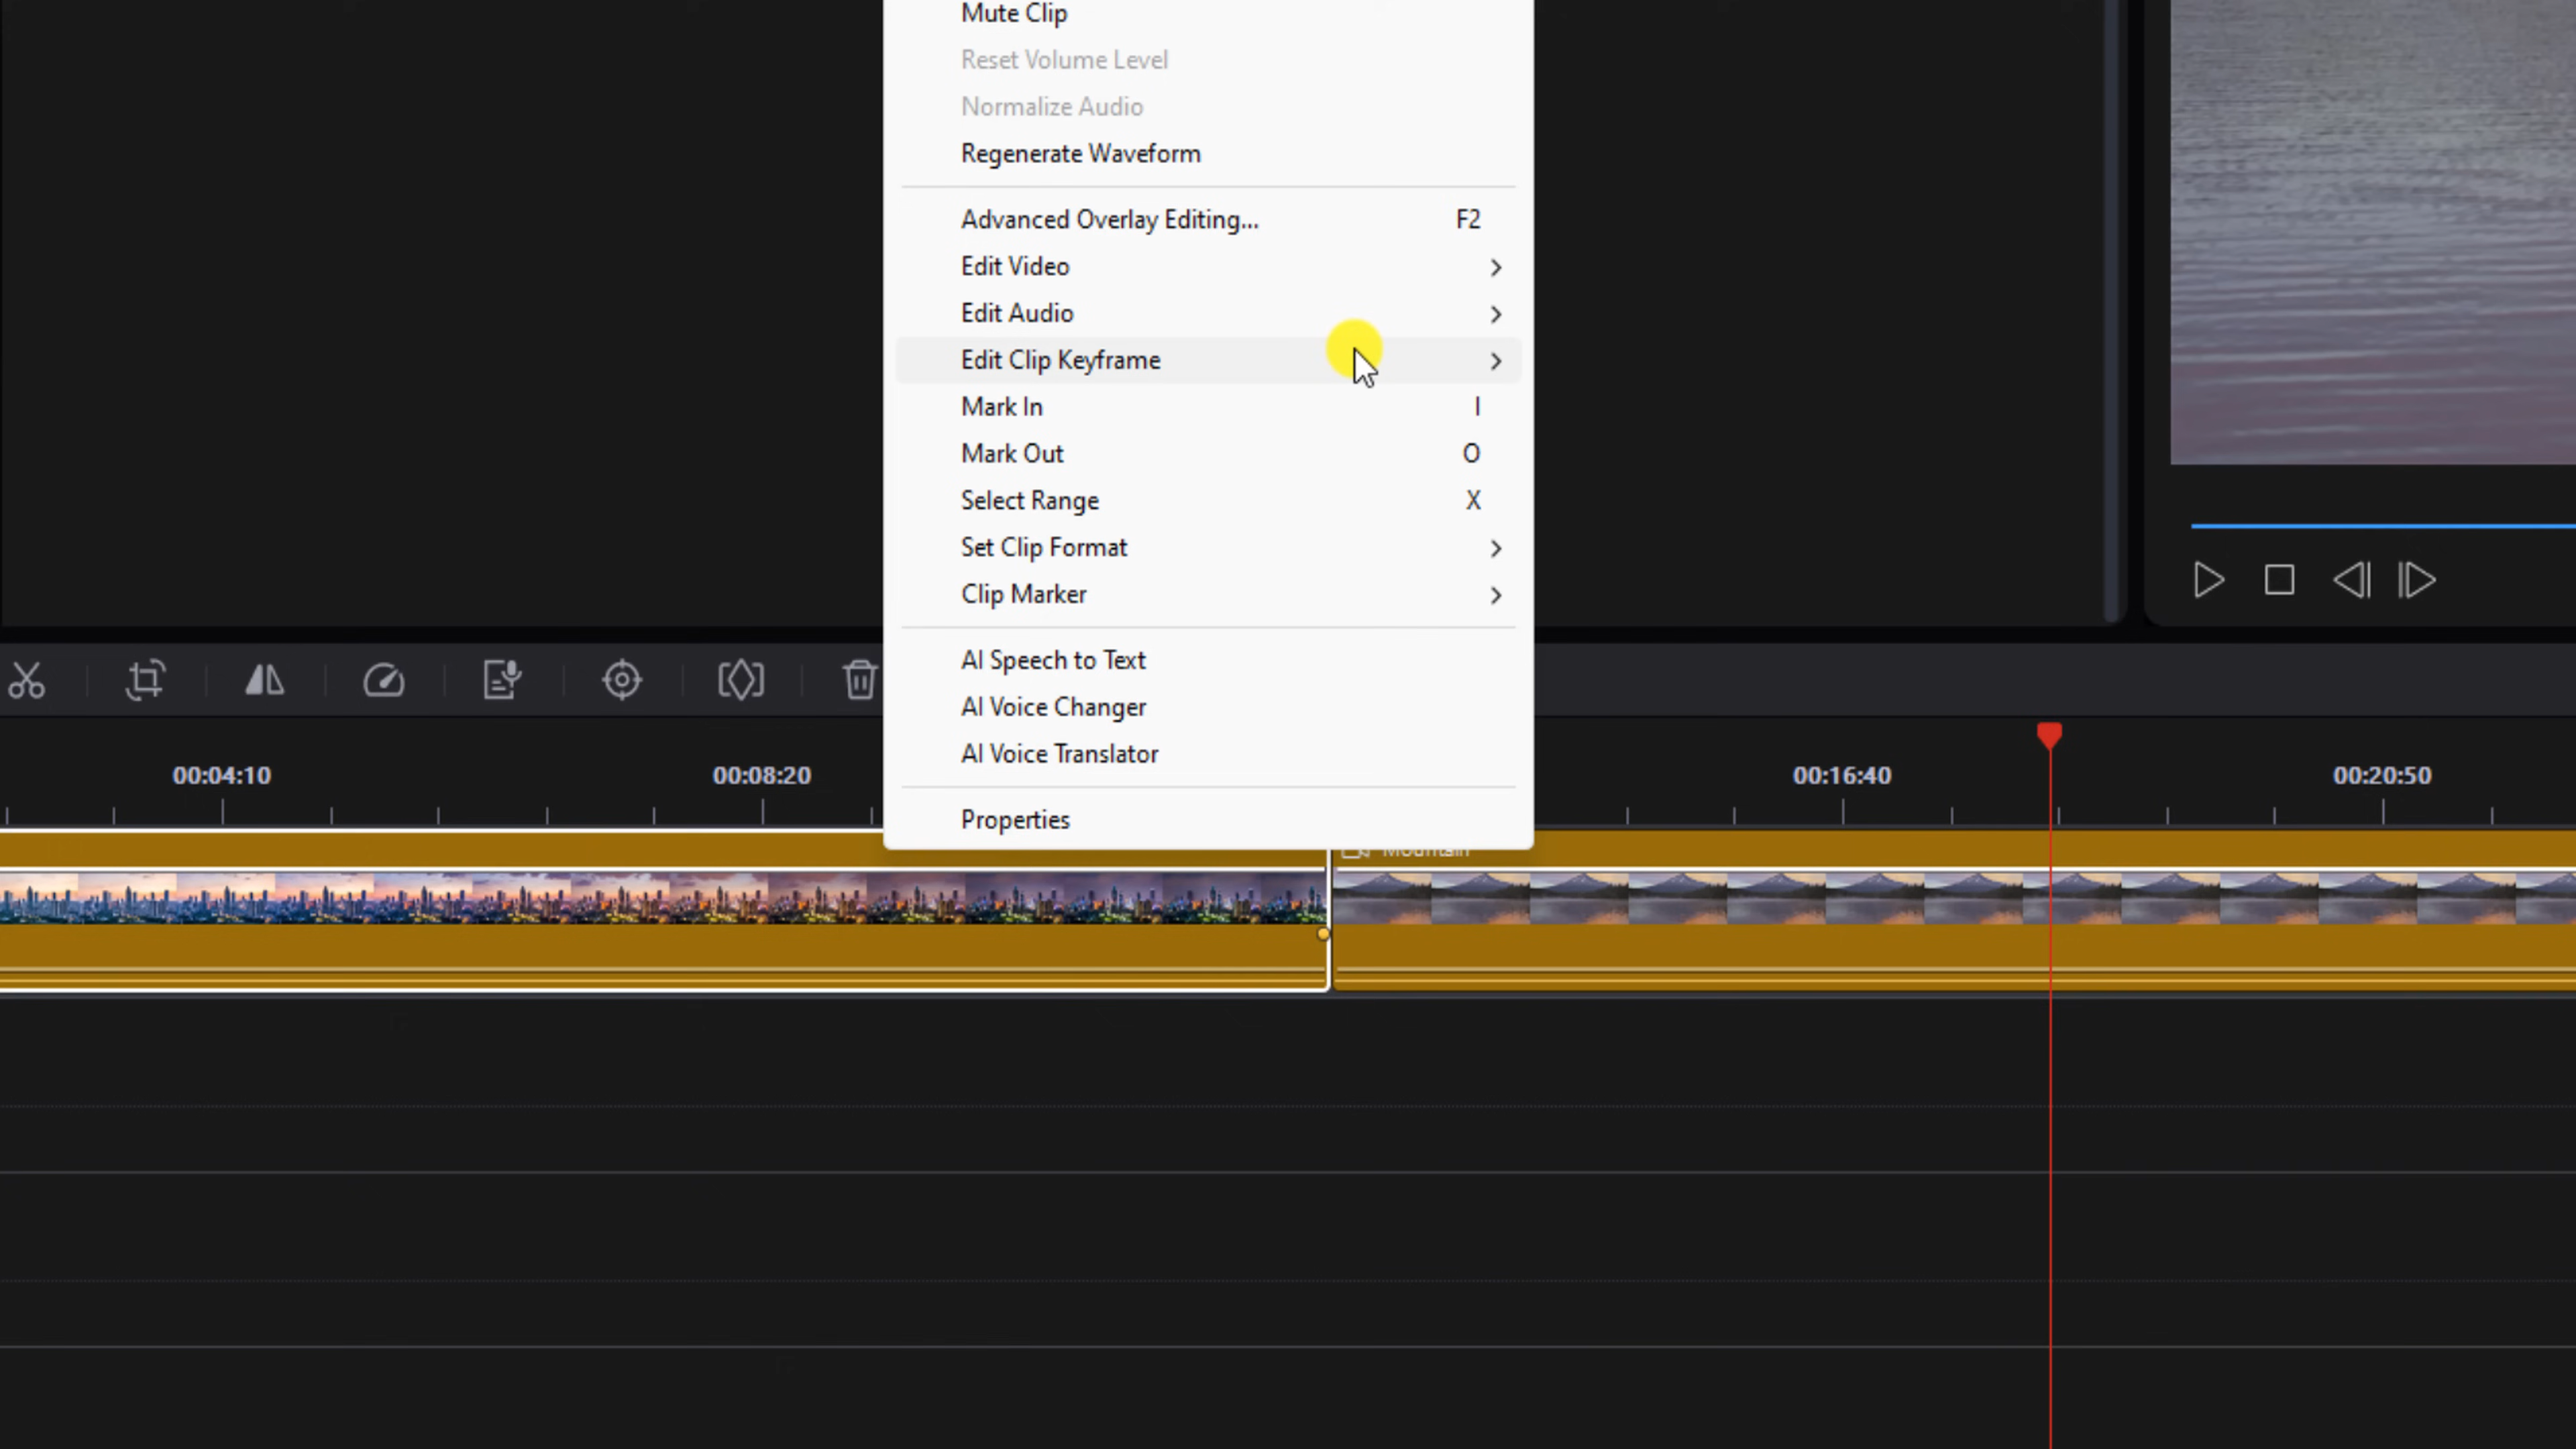 Mute Clip
Reset Volume Level
Normalize Audio
Regenerate Waveform
Advanced Overlay Editing... F2
Edit Video
Edit Audio
Edit Clip Keyframe
Mark In I
Mark Out O
Select Range X
Set Clip Format
Clip Marker
AI Speech to Text
AI Voice Changer
AI Voice Translator
Properties
00:04:10 00:08:20 00:16:40 00:20:50
Mountain